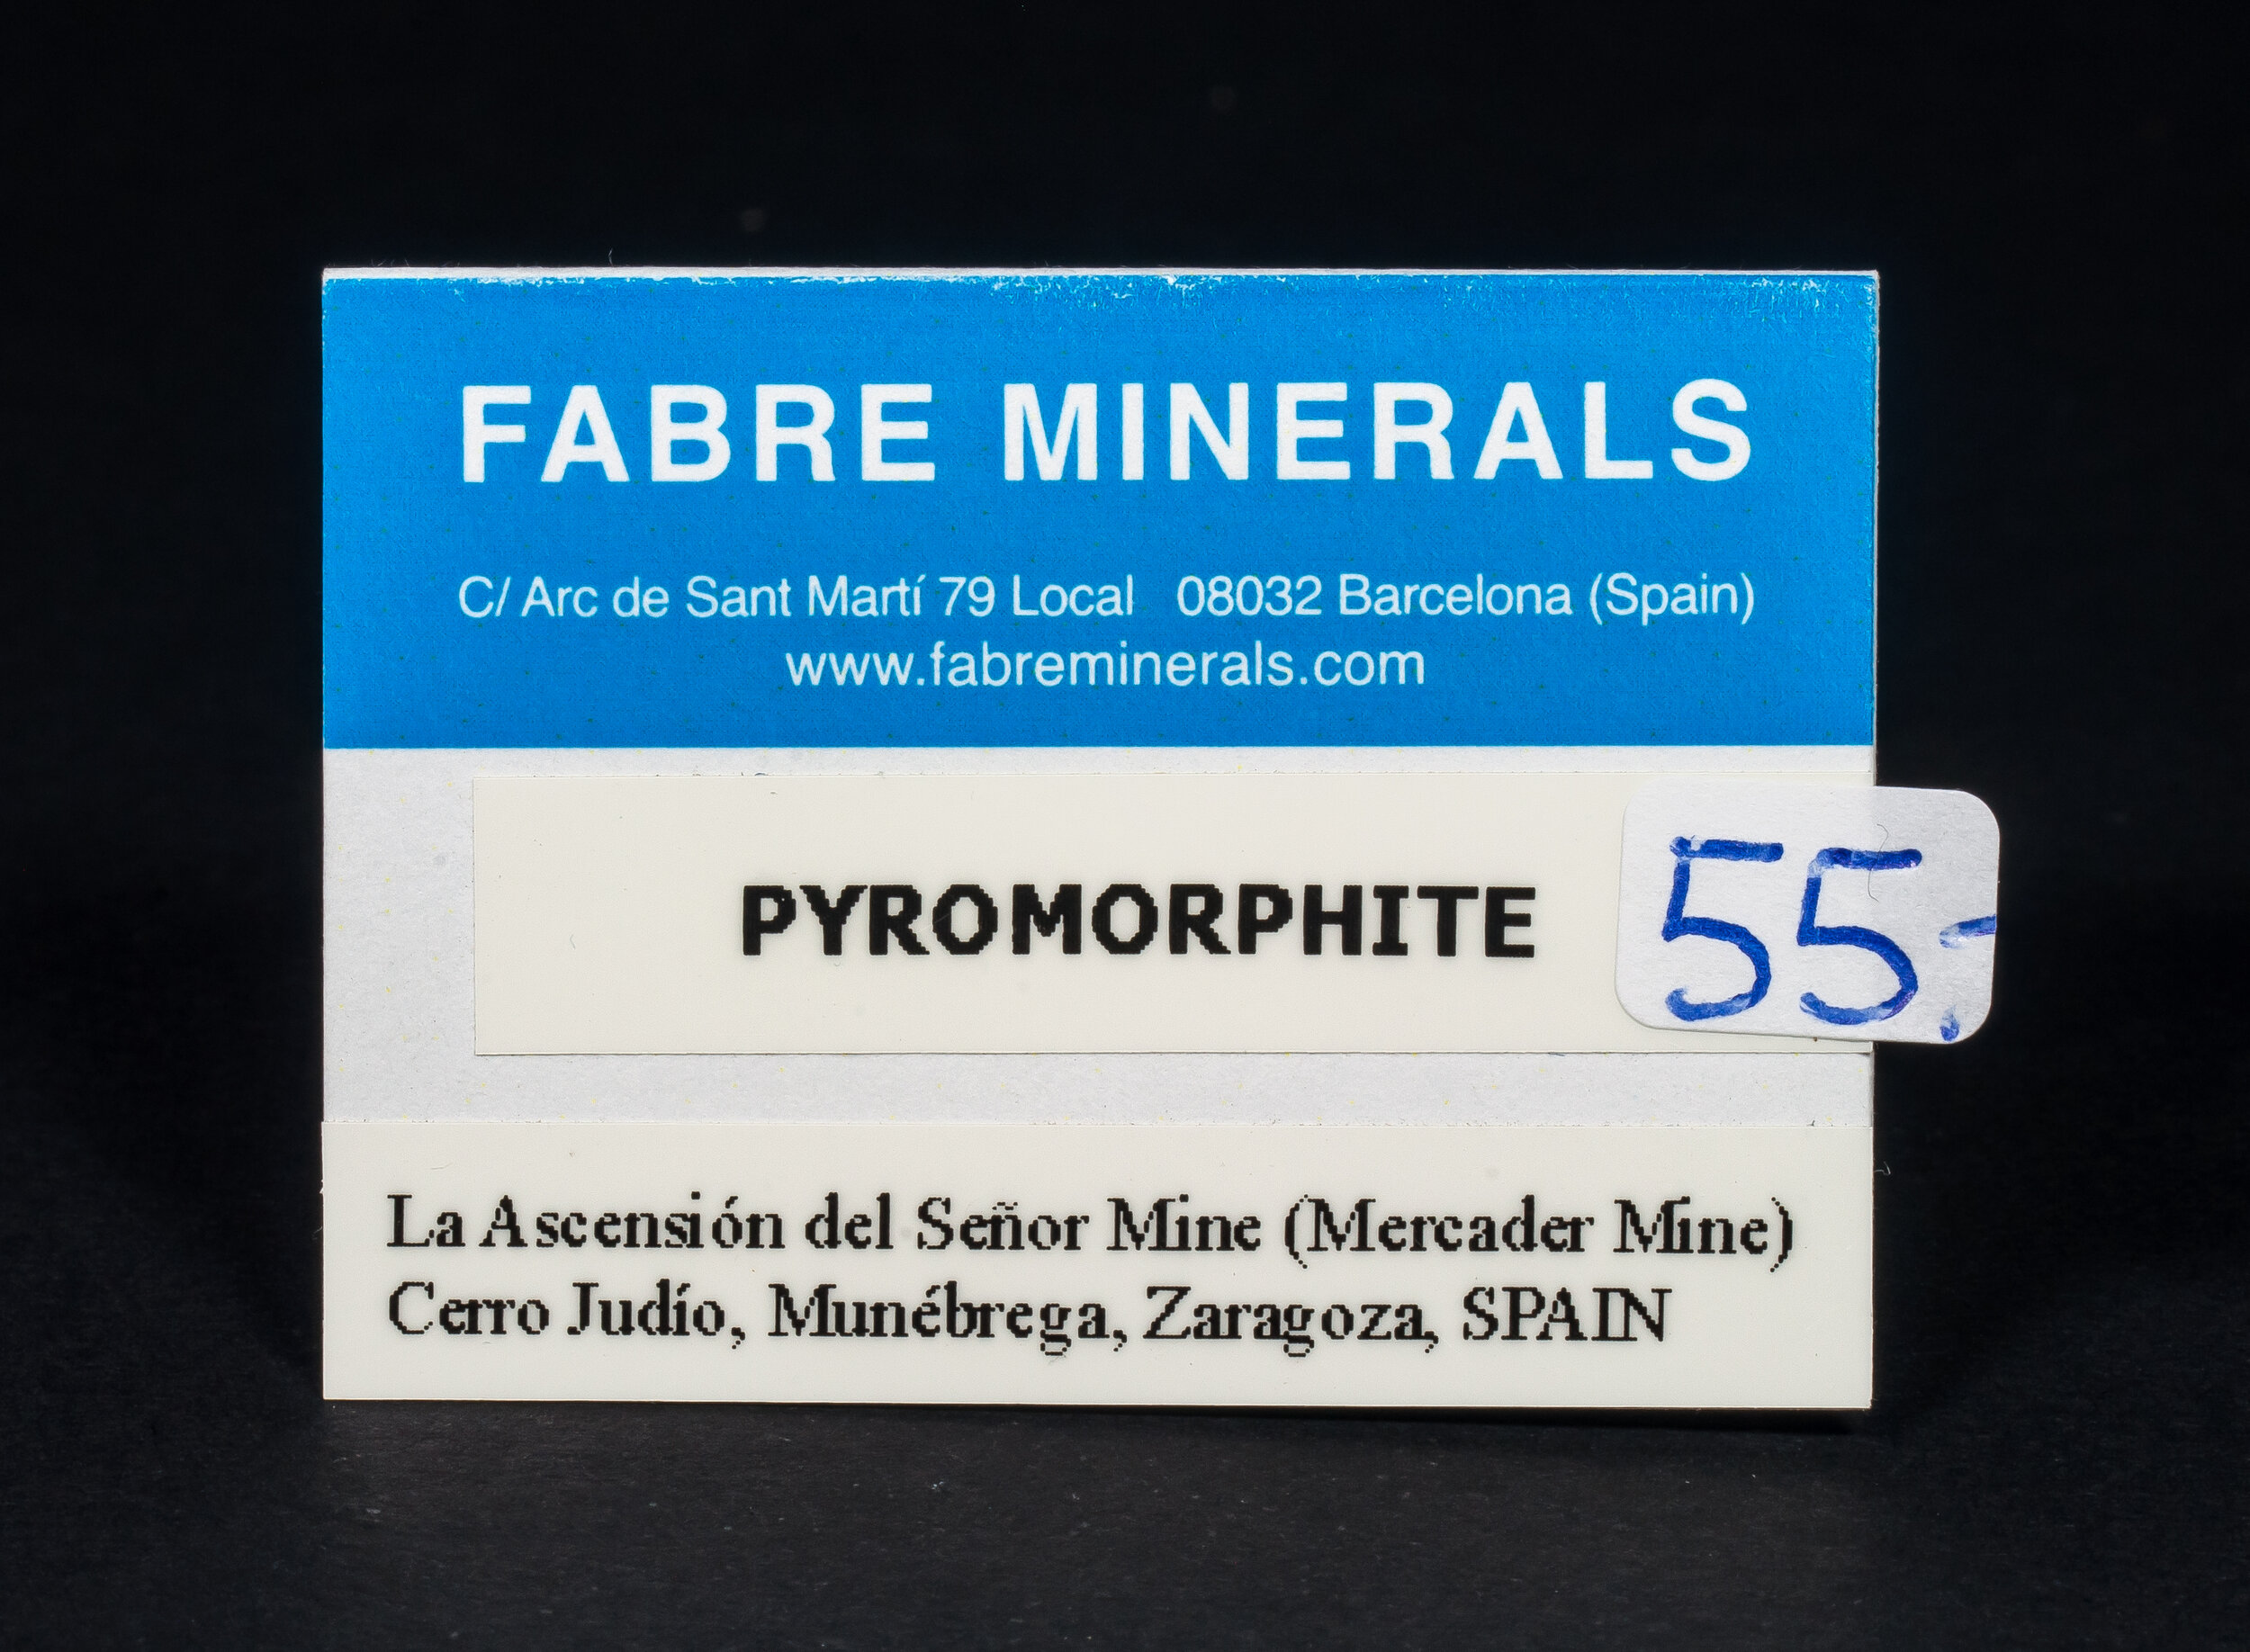 FABRE MINERALS
C/ Arc de Sant Martí 79 Local 08032 Barcelona (Spain)
www.fabreminerals.com
PYROMORPHITE
55,-
La Ascensión del Señor Mine (Mercader Mine)
Cerro Judío, Munébrega, Zaragoza, SPAIN